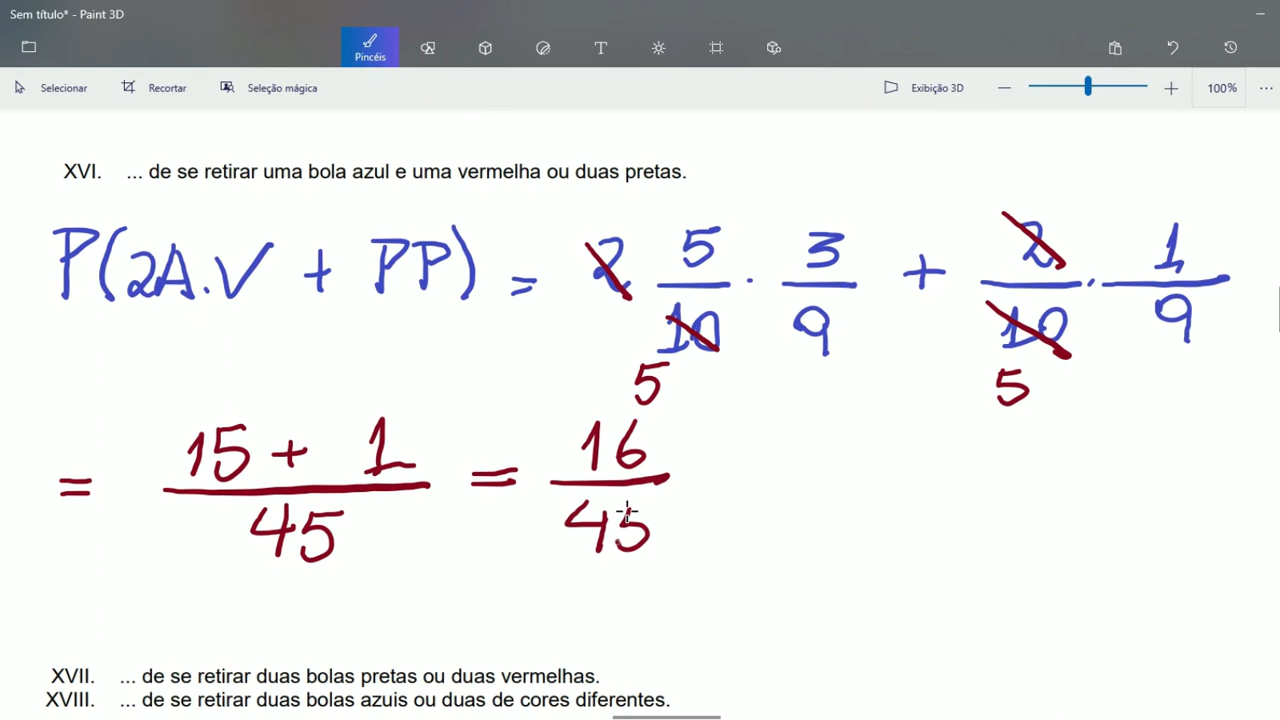 Sem título* - Paint 3D
Pincéis
T
Selecionar Recortar Seleção mágica Exibição 3D 100%
XVI. ... de se retirar uma bola azul e uma vermelha ou duas pretas.
P(2A.V + PP) = 2 5/10 · 3/9 + 2/10 · 1/9
5 5
= 15 + 1/45 = 16/45
XVII. ... de se retirar duas bolas pretas ou duas vermelhas.
XVIII. ... de se retirar duas bolas azuis ou duas de cores diferentes.